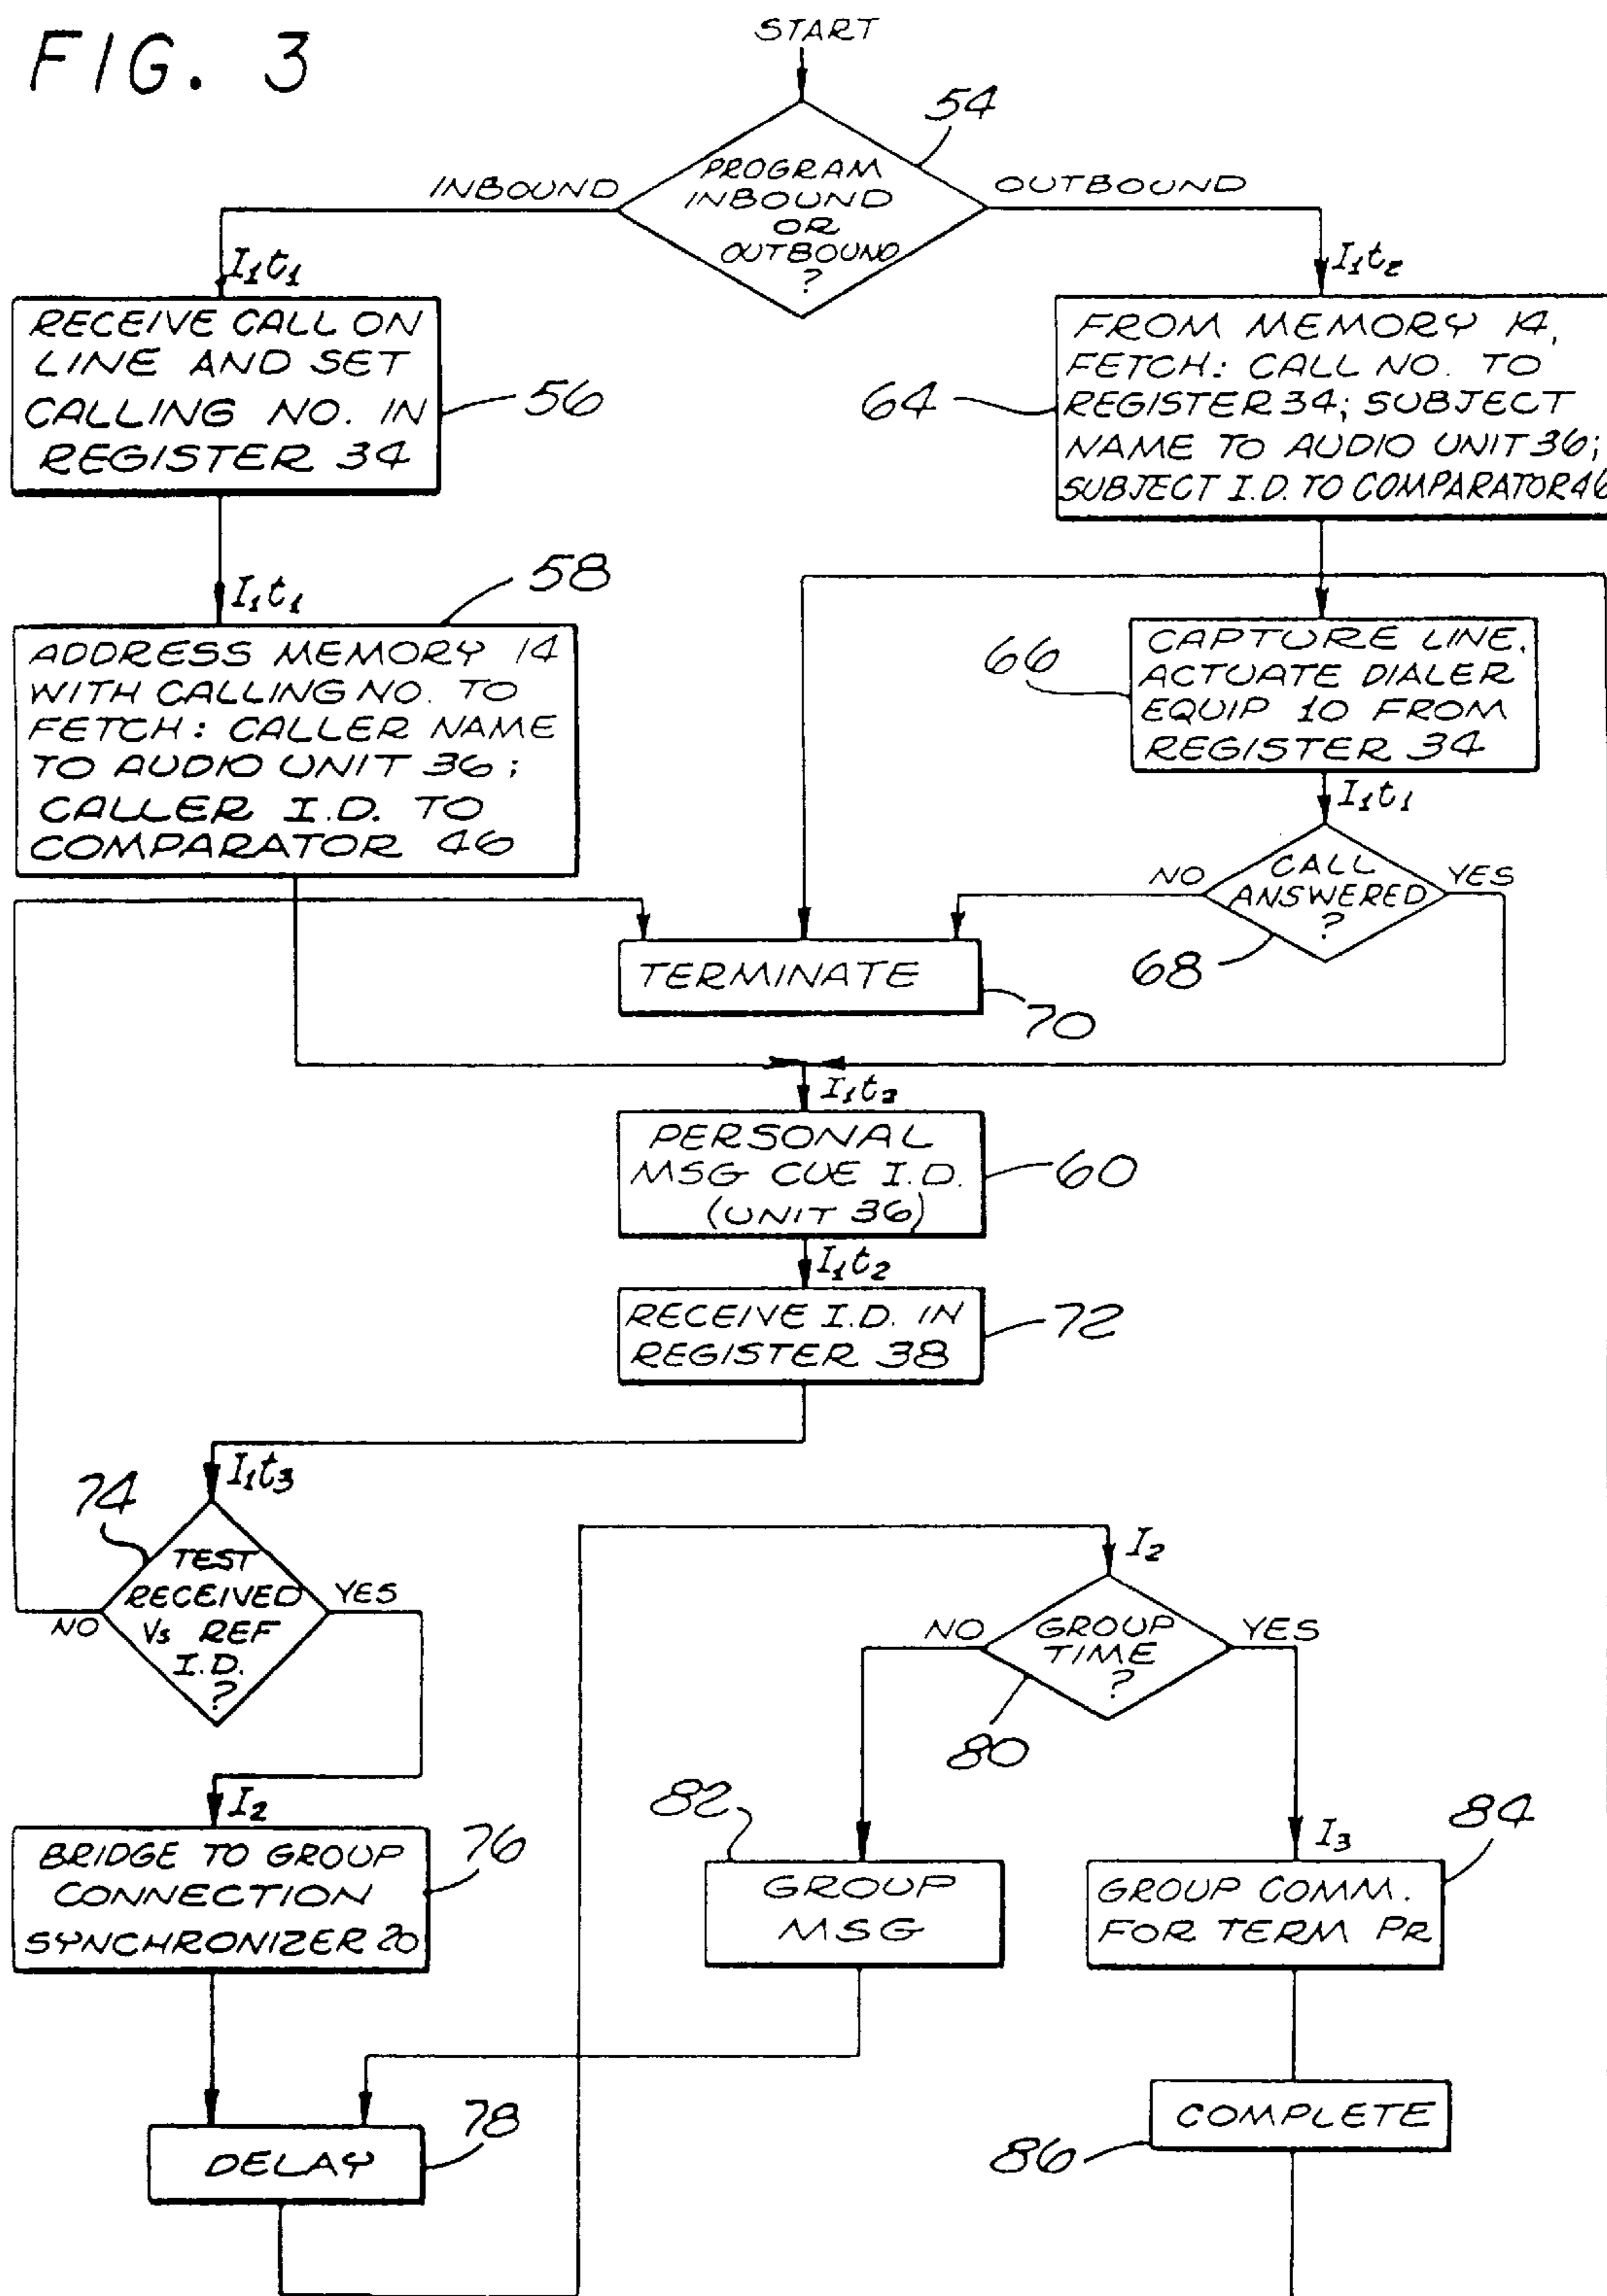 FIG. 3
START
54
PROGRAM
INBOUND
OR
OUTBOUND
?
INBOUND
OUTBOUND
I₁t₁
I₁t₂
RECEIVE CALL ON
LINE AND SET
CALLING NO. IN
REGISTER 34
56
64
FROM MEMORY 14,
FETCH: CALL NO. TO
REGISTER 34; SUBJECT
NAME TO AUDIO UNIT 36;
SUBJECT I.D. TO COMPARATOR 46
I₁t₁
58
ADDRESS MEMORY 14
WITH CALLING NO. TO
FETCH: CALLER NAME
TO AUDIO UNIT 36;
CALLER I.D. TO
COMPARATOR 46
66
CAPTURE LINE,
ACTUATE DIALER
EQUIP 10 FROM
REGISTER 34
I₁t₁
NO
CALL
ANSWERED
?
YES
68
TERMINATE
70
I₁t₂
PERSONAL
MSG CUE I.D.
(UNIT 36)
60
I₁t₂
RECEIVE I.D. IN
REGISTER 38
72
I₁t₃
74
TEST
RECEIVED
Vs REF
I.D.
?
NO
YES
I₂
GROUP
TIME
?
NO
YES
80
I₂
BRIDGE TO GROUP
CONNECTION
SYNCHRONIZER 20
76
82
GROUP
MSG
I₃
84
GROUP COMM.
FOR TERM PR
DELAY
78
COMPLETE
86